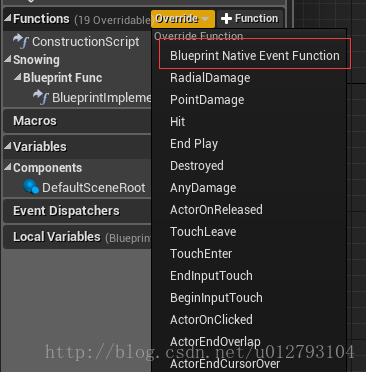 Functions (19 Overridable
Override
+ Function
ConstructionScript
Snowing
Blueprint Func
BlueprintImpleme
Macros
Variables
Components
DefaultSceneRoot
Event Dispatchers
Local Variables (Blueprint
Override Function
Blueprint Native Event Function
RadialDamage
PointDamage
Hit
End Play
Destroyed
AnyDamage
ActorOnReleased
TouchLeave
TouchEnter
EndInputTouch
BeginInputTouch
ActorOnClicked
ActorEndOverlap
ActorEndCursorOver
http://blog.csdn.net/u012793104